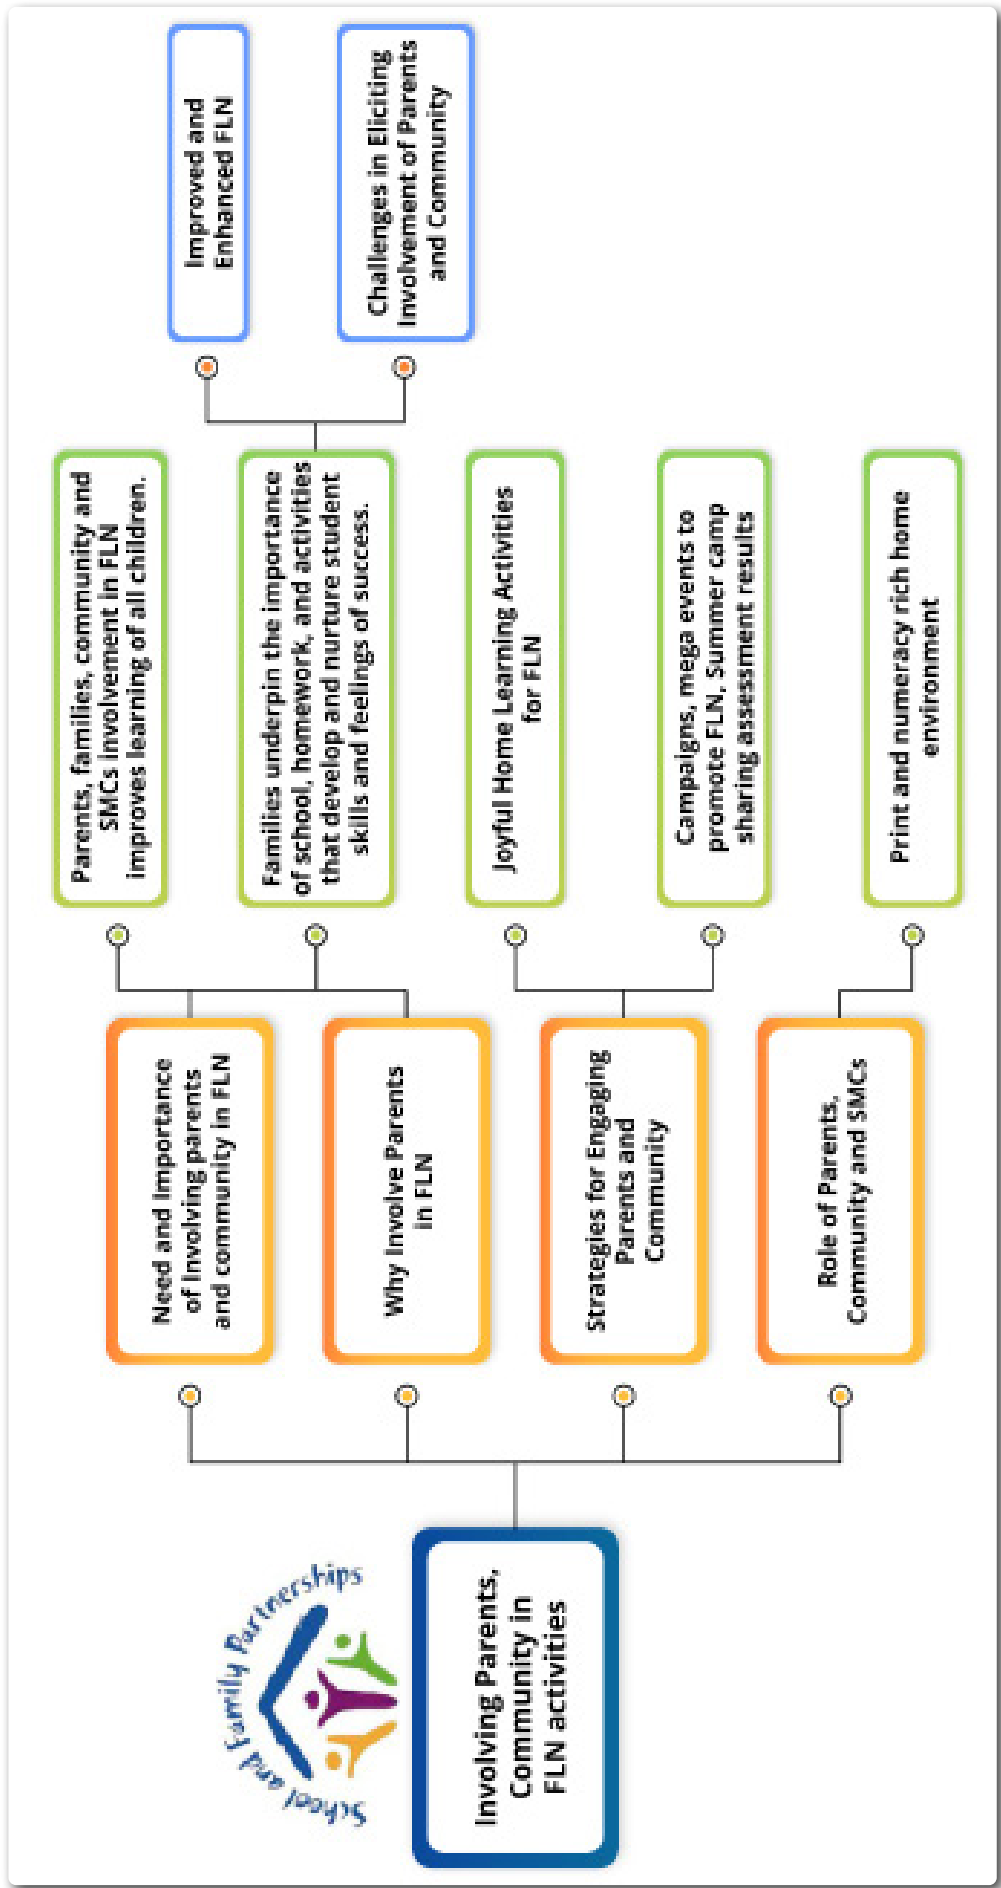 School and Family Partnerships
Involving Parents,
Community in
FLN activities
Need and Importance
of Involving parents
and community in FLN
Why Involve Parents
in FLN
Strategies for Engaging
Parents and
Community
Role of Parents,
Community and SMCs
Parents, families, community and
SMCs involvement in FLN
improves learning of all children.
Families underpin the importance
of school, homework, and activities
that develop and nurture student
skills and feelings of success.
Joyful Home Learning Activities
for FLN
Campaigns, mega events to
promote FLN, Summer camp
sharing assessment results
Print and numeracy rich home
environment
Improved and
Enhanced FLN
Challenges in Eliciting
Involvement of Parents
and Community